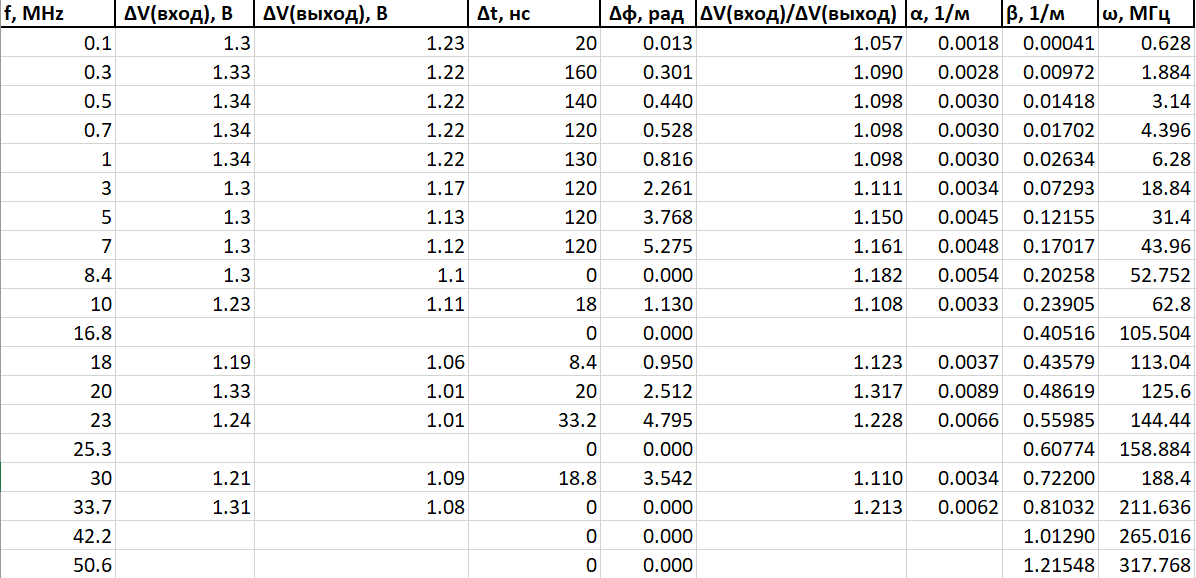 f, MHz ΔV(вход), В ΔV(выход), В Δt, нс Δф, рад ΔV(вход)/ΔV(выход) α, 1/м β, 1/м ω, МГц
0.1 1.3 1.23 20 0.013 1.057 0.0018 0.00041 0.628
0.3 1.33 1.22 160 0.301 1.090 0.0028 0.00972 1.884
0.5 1.34 1.22 140 0.440 1.098 0.0030 0.01418 3.14
0.7 1.34 1.22 120 0.528 1.098 0.0030 0.01702 4.396
1 1.34 1.22 130 0.816 1.098 0.0030 0.02634 6.28
3 1.3 1.17 120 2.261 1.111 0.0034 0.07293 18.84
5 1.3 1.13 120 3.768 1.150 0.0045 0.12155 31.4
7 1.3 1.12 120 5.275 1.161 0.0048 0.17017 43.96
8.4 1.3 1.1 0 0.000 1.182 0.0054 0.20258 52.752
10 1.23 1.11 18 1.130 1.108 0.0033 0.23905 62.8
16.8 0 0.000 0.40516 105.504
18 1.19 1.06 8.4 0.950 1.123 0.0037 0.43579 113.04
20 1.33 1.01 20 2.512 1.317 0.0089 0.48619 125.6
23 1.24 1.01 33.2 4.795 1.228 0.0066 0.55985 144.44
25.3 0 0.000 0.60774 158.884
30 1.21 1.09 18.8 3.542 1.110 0.0034 0.72200 188.4
33.7 1.31 1.08 0 0.000 1.213 0.0062 0.81032 211.636
42.2 0 0.000 1.01290 265.016
50.6 0 0.000 1.21548 317.768